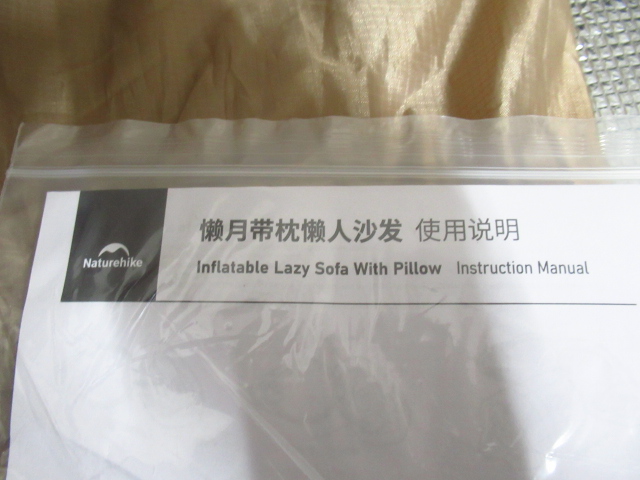 Naturehike
懒月带枕懒人沙发 使用说明
Inflatable Lazy Sofa With Pillow Instruction Manual